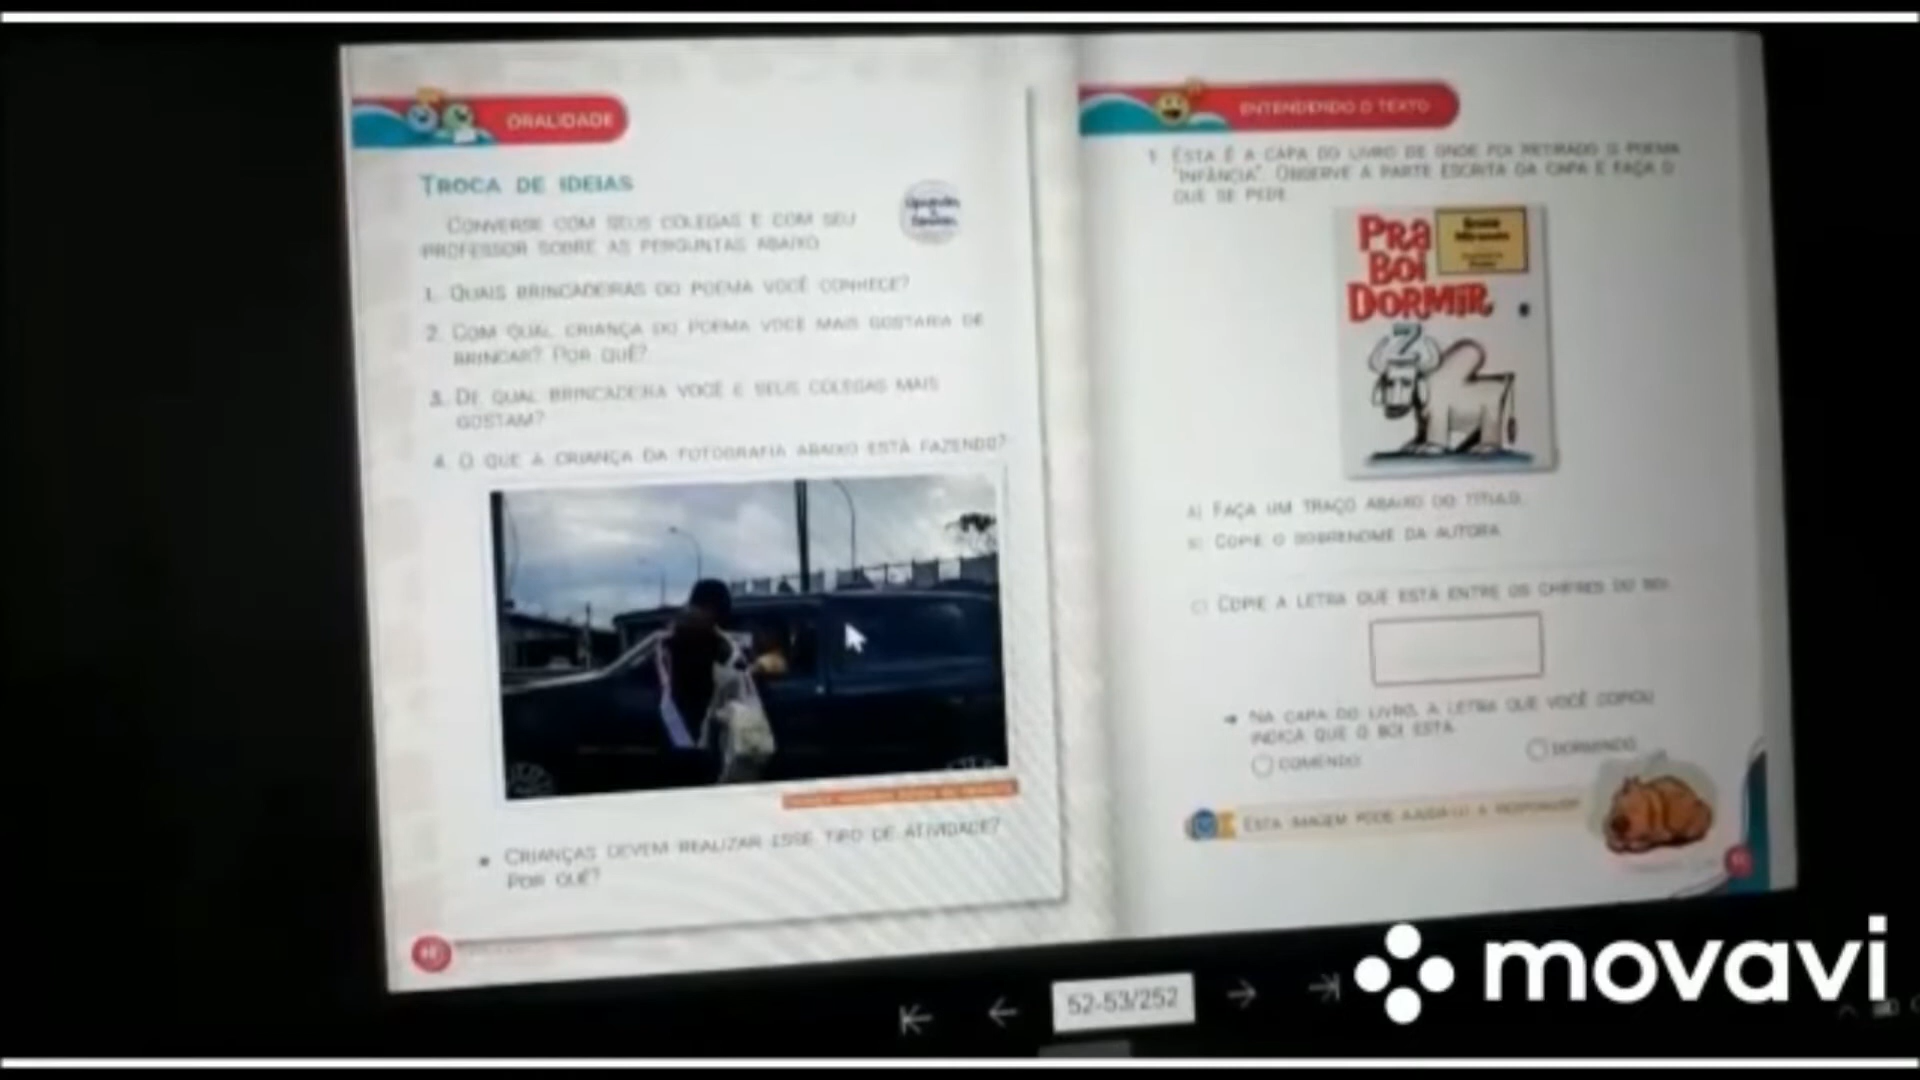 ORALIDADE
TROCA DE IDEIAS
CONVERSE COM SEUS COLEGAS E COM SEU
PROFESSOR SOBRE AS PERGUNTAS ABAIXO
1. QUAIS BRINCADEIRAS DO POEMA VOCÊ CONHECE?
2. COM QUAL CRIANÇA DO POEMA VOCÊ MAIS GOSTARIA DE
BRINCAR? POR QUÊ?
3. DE QUAL BRINCADEIRA VOCÊ E SEUS COLEGAS MAIS
GOSTAM?
4. O QUE A CRIANÇA DA FOTOGRAFIA ABAIXO ESTÁ FAZENDO?
CRIANÇAS DEVEM REALIZAR ESSE TIPO DE ATIVIDADE?
POR QUÊ?
ENTENDENDO O TEXTO
1 ESTA É A CAPA DO LIVRO DE ONDE FOI RETIRADO O POEMA
"INFÂNCIA". OBSERVE A PARTE ESCRITA DA CAPA E FAÇA O
QUE SE PEDE
PRA
BOI
DORMIR
Z
A) FAÇA UM TRAÇO ABAIXO DO TÍTULO.
B) COPIE O SOBRENOME DA AUTORA
C) COPIE A LETRA QUE ESTÁ ENTRE OS CHIFRES DO BOI.
NA CAPA DO LIVRO, A LETRA QUE VOCÊ COPIOU
INDICA QUE O BOI ESTÁ
COMENDO
DORMINDO
ESTA IMAGEM PODE AJUDÁ-LO A RESPONDER
52-53/252
movavi